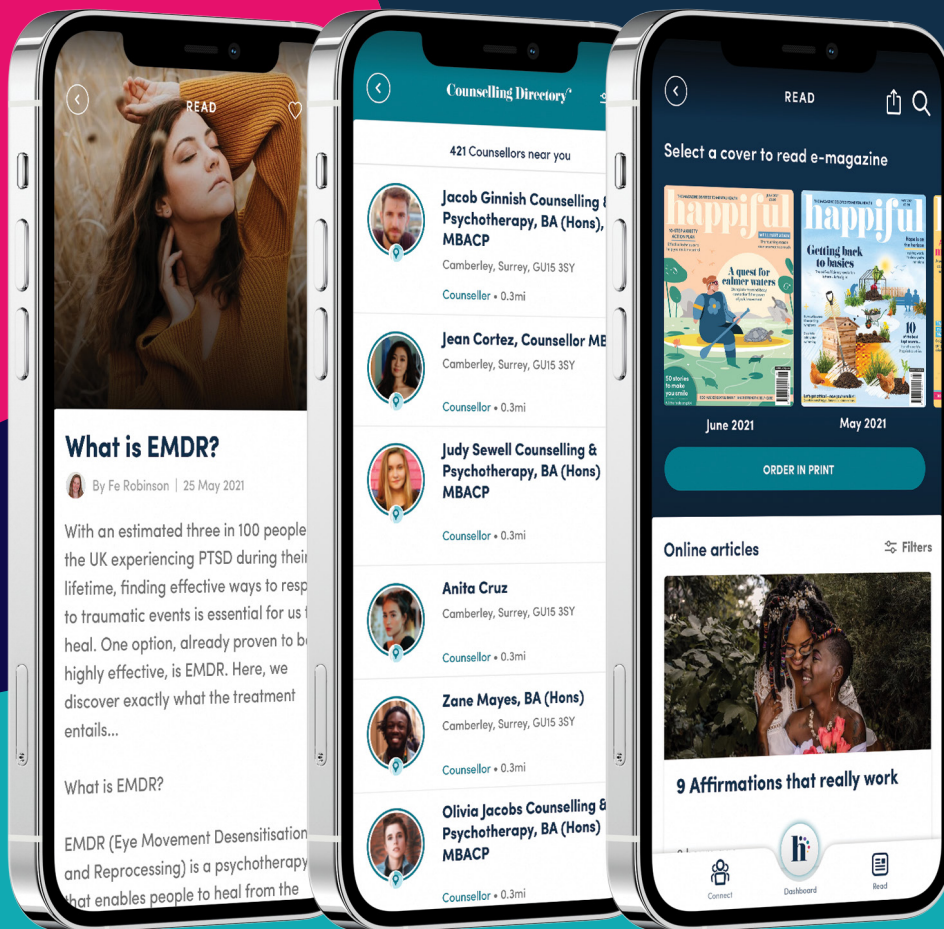 READ
What is EMDR?
By Fe Robinson | 25 May 2021
With an estimated three in 100 people
the UK experiencing PTSD during their
lifetime, finding effective ways to resp
to traumatic events is essential for us t
heal. One option, already proven to be
highly effective, is EMDR. Here, we
discover exactly what the treatment
entails...
What is EMDR?
EMDR (Eye Movement Desensitisation
and Reprocessing) is a psychotherapy
that enables people to heal from the
Counselling Directory
421 Counsellors near you
Jacob Ginnish Counselling &
Psychotherapy, BA (Hons),
MBACP
Camberley, Surrey, GU15 3SY
Counsellor • 0.3mi
Jean Cortez, Counsellor MB
Camberley, Surrey, GU15 3SY
Counsellor • 0.3mi
Judy Sewell Counselling &
Psychotherapy, BA (Hons)
MBACP
Counsellor • 0.3mi
Anita Cruz
Camberley, Surrey, GU15 3SY
Counsellor • 0.3mi
Zane Mayes, BA (Hons)
Camberley, Surrey, GU15 3SY
Counsellor • 0.3mi
Olivia Jacobs Counselling &
Psychotherapy, BA (Hons)
MBACP
Counsellor • 0.3mi
READ
Select a cover to read e-magazine
happiful
A quest for
calmer waters
50 stories
to make
you smile
June 2021
happiful
Getting back
to basics
10
May 2021
ORDER IN PRINT
Online articles
Filters
9 Affirmations that really work
h
Connect
Dashboard
Read